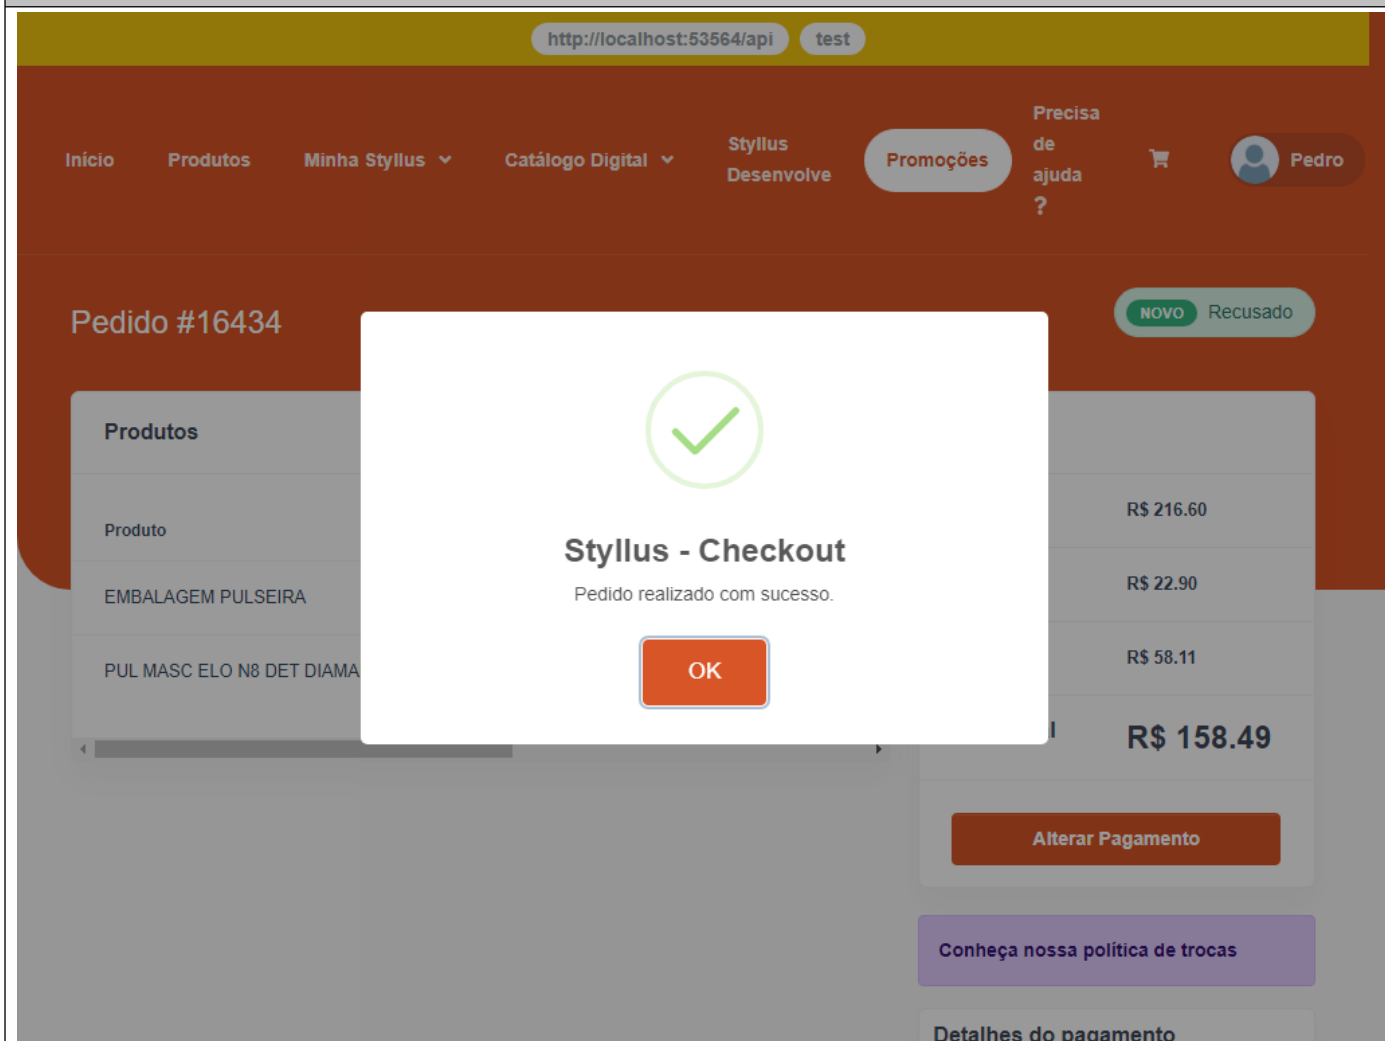 http://localhost:53564/api test
Início Produtos Minha Styllus Catálogo Digital Styllus Desenvolve Promoções Precisa de ajuda ? Pedro
Pedido #16434
NOVO Recusado
Produtos
Produto
EMBALAGEM PULSEIRA
PUL MASC ELO N8 DET DIAMA
Styllus - Checkout
Pedido realizado com sucesso.
OK
R$ 216.60
R$ 22.90
R$ 58.11
R$ 158.49
Alterar Pagamento
Conheça nossa política de trocas
Detalhes do pagamento